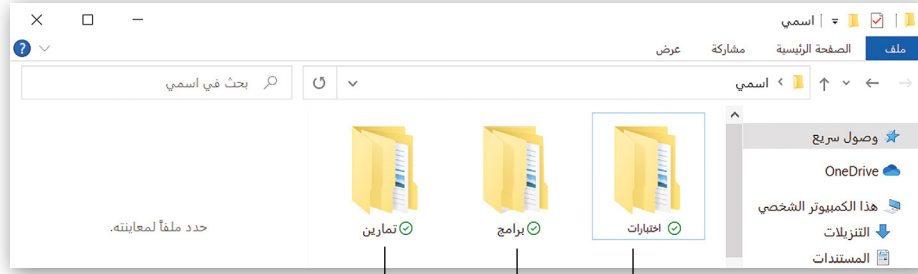 اسمي
ملف الصفحة الرئيسية مشاركة عرض
اسمي
بحث في اسمي
وصول سريع
OneDrive
هذا الكمبيوتر الشخصي
التنزيلات
المستندات
اختبارات
برامج
تمارين
حدد ملفاً لمعاينته.